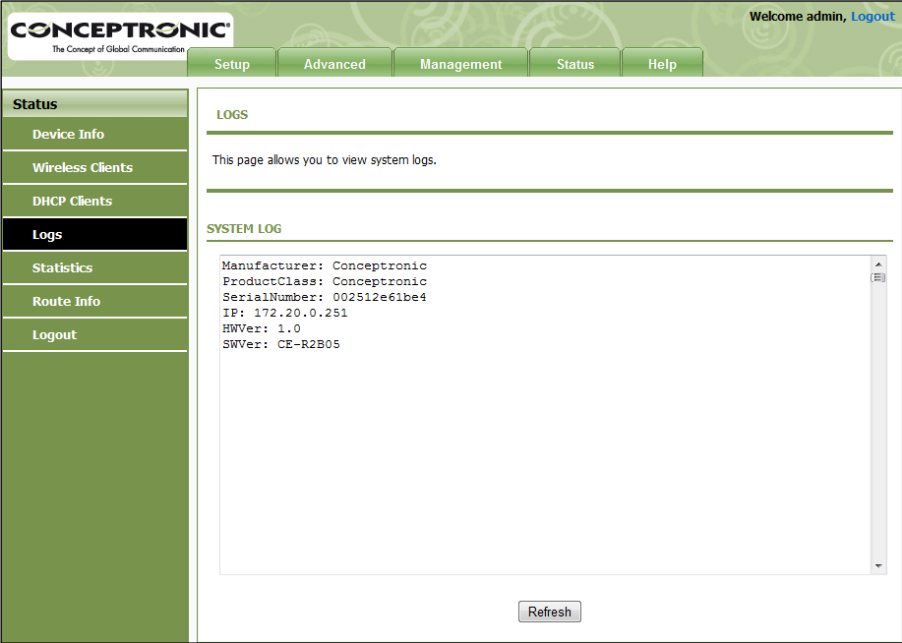 CONCEPTRONIC
The Concept of Global Communication
Welcome admin, Logout
Setup Advanced Management Status Help
Status
Device Info
Wireless Clients
DHCP Clients
Logs
Statistics
Route Info
Logout
LOGS
This page allows you to view system logs.
SYSTEM LOG
Manufacturer: Conceptronic
ProductClass: Conceptronic
SerialNumber: 002512e61be4
IP: 172.20.0.251
HWVer: 1.0
SWVer: CE-R2B05
Refresh